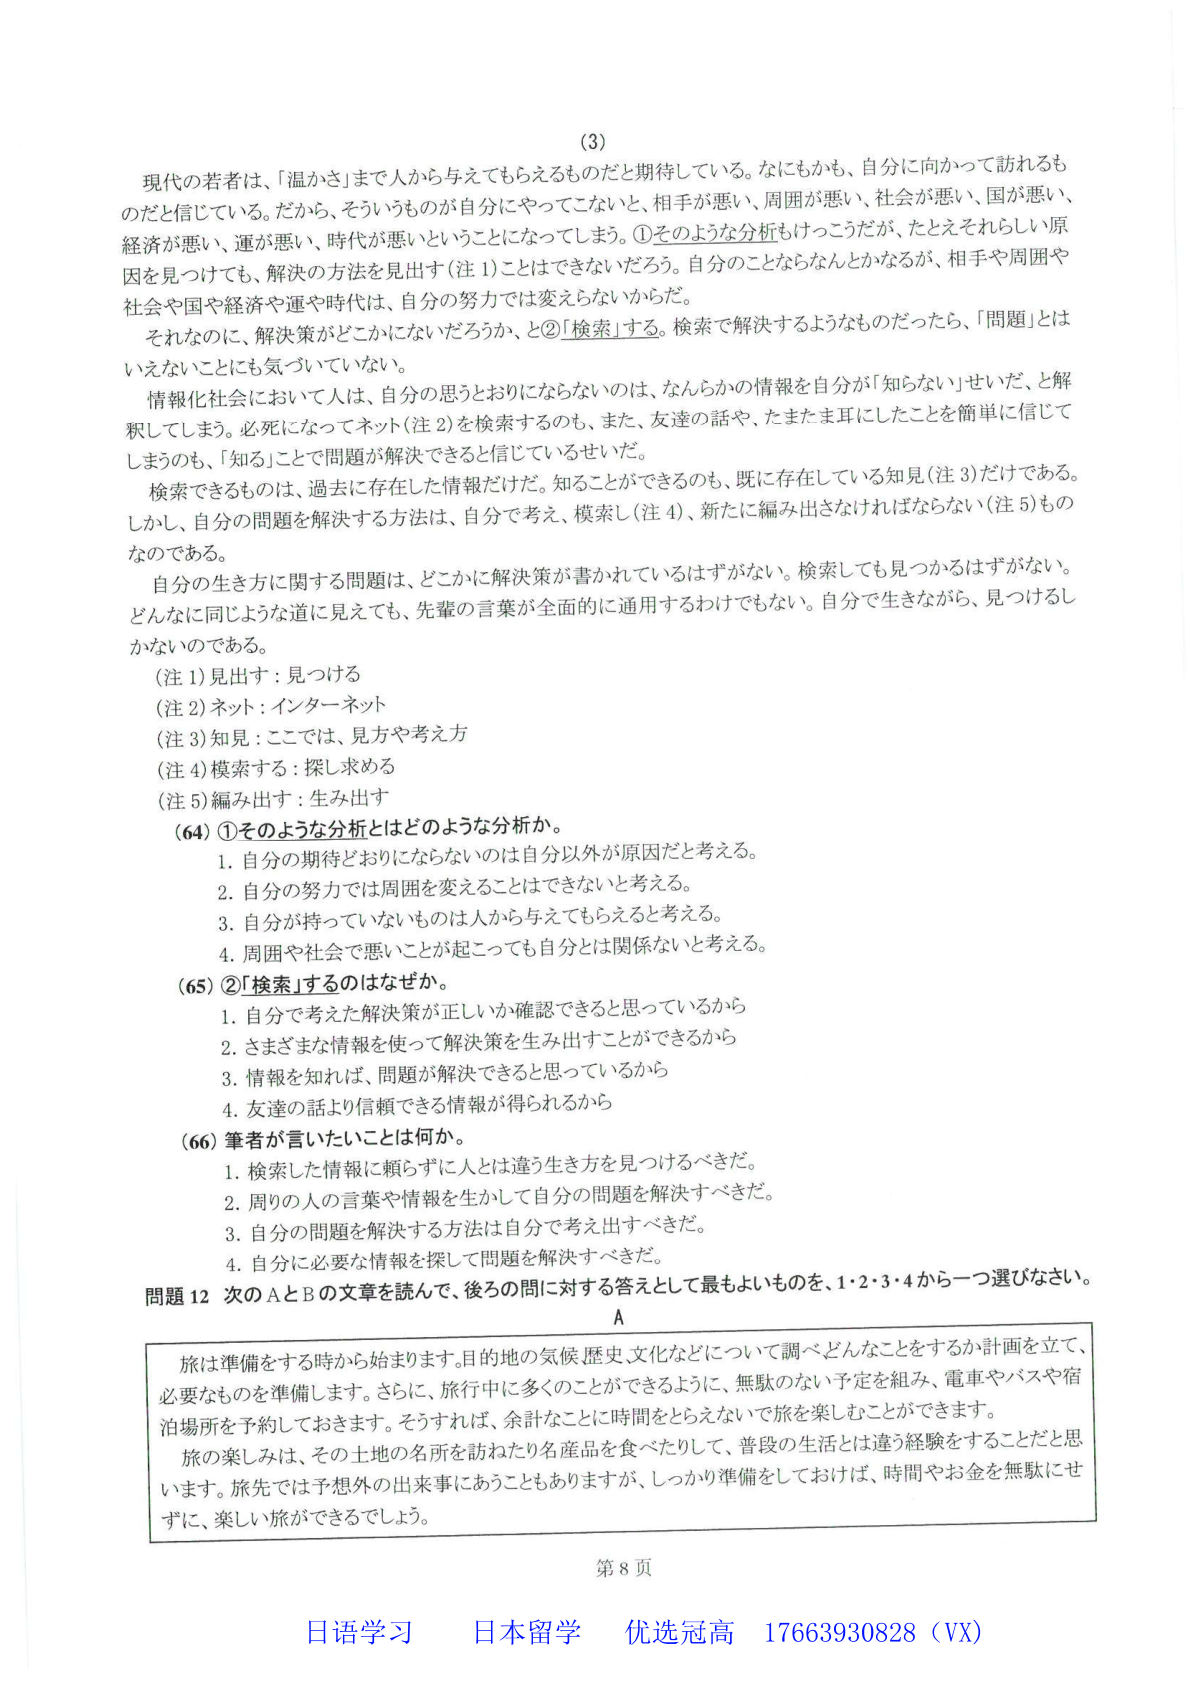 (3)
現代の若者は、「温かさ」まで人から与えてもらえるものだと期待している。なにもかも、自分に向かって訪れるも
のだと信じている。だから、そういうものが自分にやってこないと、相手が悪い、周囲が悪い、社会が悪い、国が悪い、
経済が悪い、運が悪い、時代が悪いということになってしまう。①そのような分析もけっこうだが、たとえそれらしい原
因を見つけても、解決の方法を見出す(注1)ことはできないだろう。自分のことならなんとかなるが、相手や周囲や
社会や国や経済や運や時代は、自分の努力では変えらないからだ。
それなのに、解決策がどこかにないだろうか、と②「検索」する。検索で解決するようなものだったら、「問題」とは
いえないことにも気づいていない。
情報化社会において人は、自分の思うとおりにならないのは、なんらかの情報を自分が「知らない」せいだ、と解
釈してしまう。必死になってネット(注2)を検索するのも、また、友達の話や、たまたま耳にしたことを簡単に信じて
しまうのも、「知る」ことで問題が解決できると信じているせいだ。
検索できるものは、過去に存在した情報だけだ。知ることができるのも、既に存在している知見(注3)だけである。
しかし、自分の問題を解決する方法は、自分で考え、模索し(注4)、新たに編み出さなければならない(注5)もの
なのである。
自分の生き方に関する問題は、どこかに解決策が書かれているはずがない。検索しても見つかるはずがない。
どんなに同じような道に見えても、先輩の言葉が全面的に通用するわけでもない。自分で生きながら、見つけるし
かないのである。
(注1)見出す:見つける
(注2)ネット:インターネット
(注3)知見:ここでは、見方や考え方
(注4)模索する:探し求める
(注5)編み出す:生み出す
(64) ①そのような分析とはどのような分析か。
1. 自分の期待どおりにならないのは自分以外が原因だと考える。
2. 自分の努力では周囲を変えることはできないと考える。
3. 自分が持っていないものは人から与えてもらえると考える。
4. 周囲や社会で悪いことが起こっても自分とは関係ないと考える。
(65) ②「検索」するのはなぜか。
1. 自分で考えた解決策が正しいか確認できると思っているから
2. さまざまな情報を使って解決策を生み出すことができるから
3. 情報を知れば、問題が解決できると思っているから
4. 友達の話より信頼できる情報が得られるから
(66) 筆者が言いたいことは何か。
1. 検索した情報に頼らずに人とは違う生き方を見つけるべきだ。
2. 周りの人の言葉や情報を生かして自分の問題を解決すべきだ。
3. 自分の問題を解決する方法は自分で考え出すべきだ。
4. 自分に必要な情報を探して問題を解決すべきだ。
問題12 次のAとBの文章を読んで、後ろの問に対する答えとして最もよいものを、1・2・3・4から一つ選びなさい。
A
旅は準備をする時から始まります。目的地の気候、歴史、文化などについて調べ、どんなことをするか計画を立て、
必要なものを準備します。さらに、旅行中に多くのことができるように、無駄のない予定を組み、電車やバスや宿
泊場所を予約しておきます。そうすれば、余計なことに時間をとらえないで旅を楽しむことができます。
旅の楽しみは、その土地の名所を訪ねたり名産品を食べたりして、普段の生活とは違う経験をすることだと思
います。旅先では予想外の出来事にあうこともありますが、しっかり準備をしておけば、時間やお金を無駄にせ
ずに、楽しい旅ができるでしょう。
第8页
日语学习 日本留学 优选冠高 17663930828(VX)